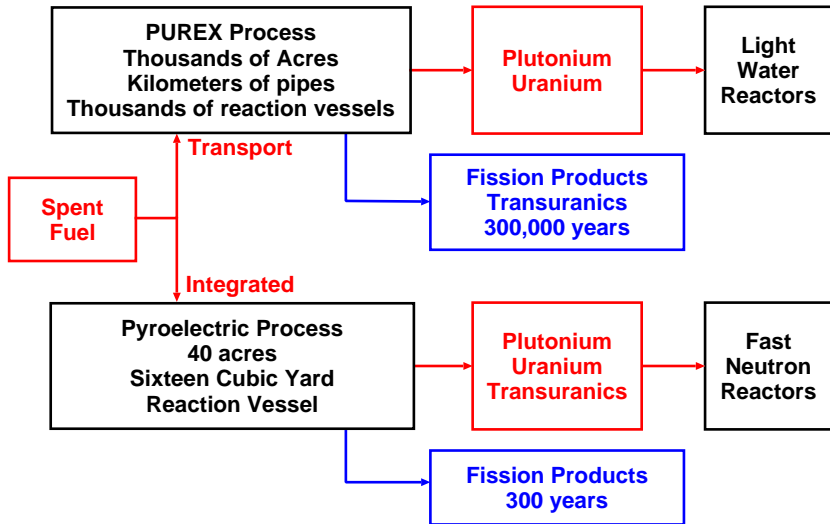 PUREX Process
Thousands of Acres
Kilometers of pipes
Thousands of reaction vessels
Plutonium
Uranium
Light
Water
Reactors
Transport
Fission Products
Transuranics
300,000 years
Spent
Fuel
Integrated
Pyroelectric Process
40 acres
Sixteen Cubic Yard
Reaction Vessel
Plutonium
Uranium
Transuranics
Fast
Neutron
Reactors
Fission Products
300 years